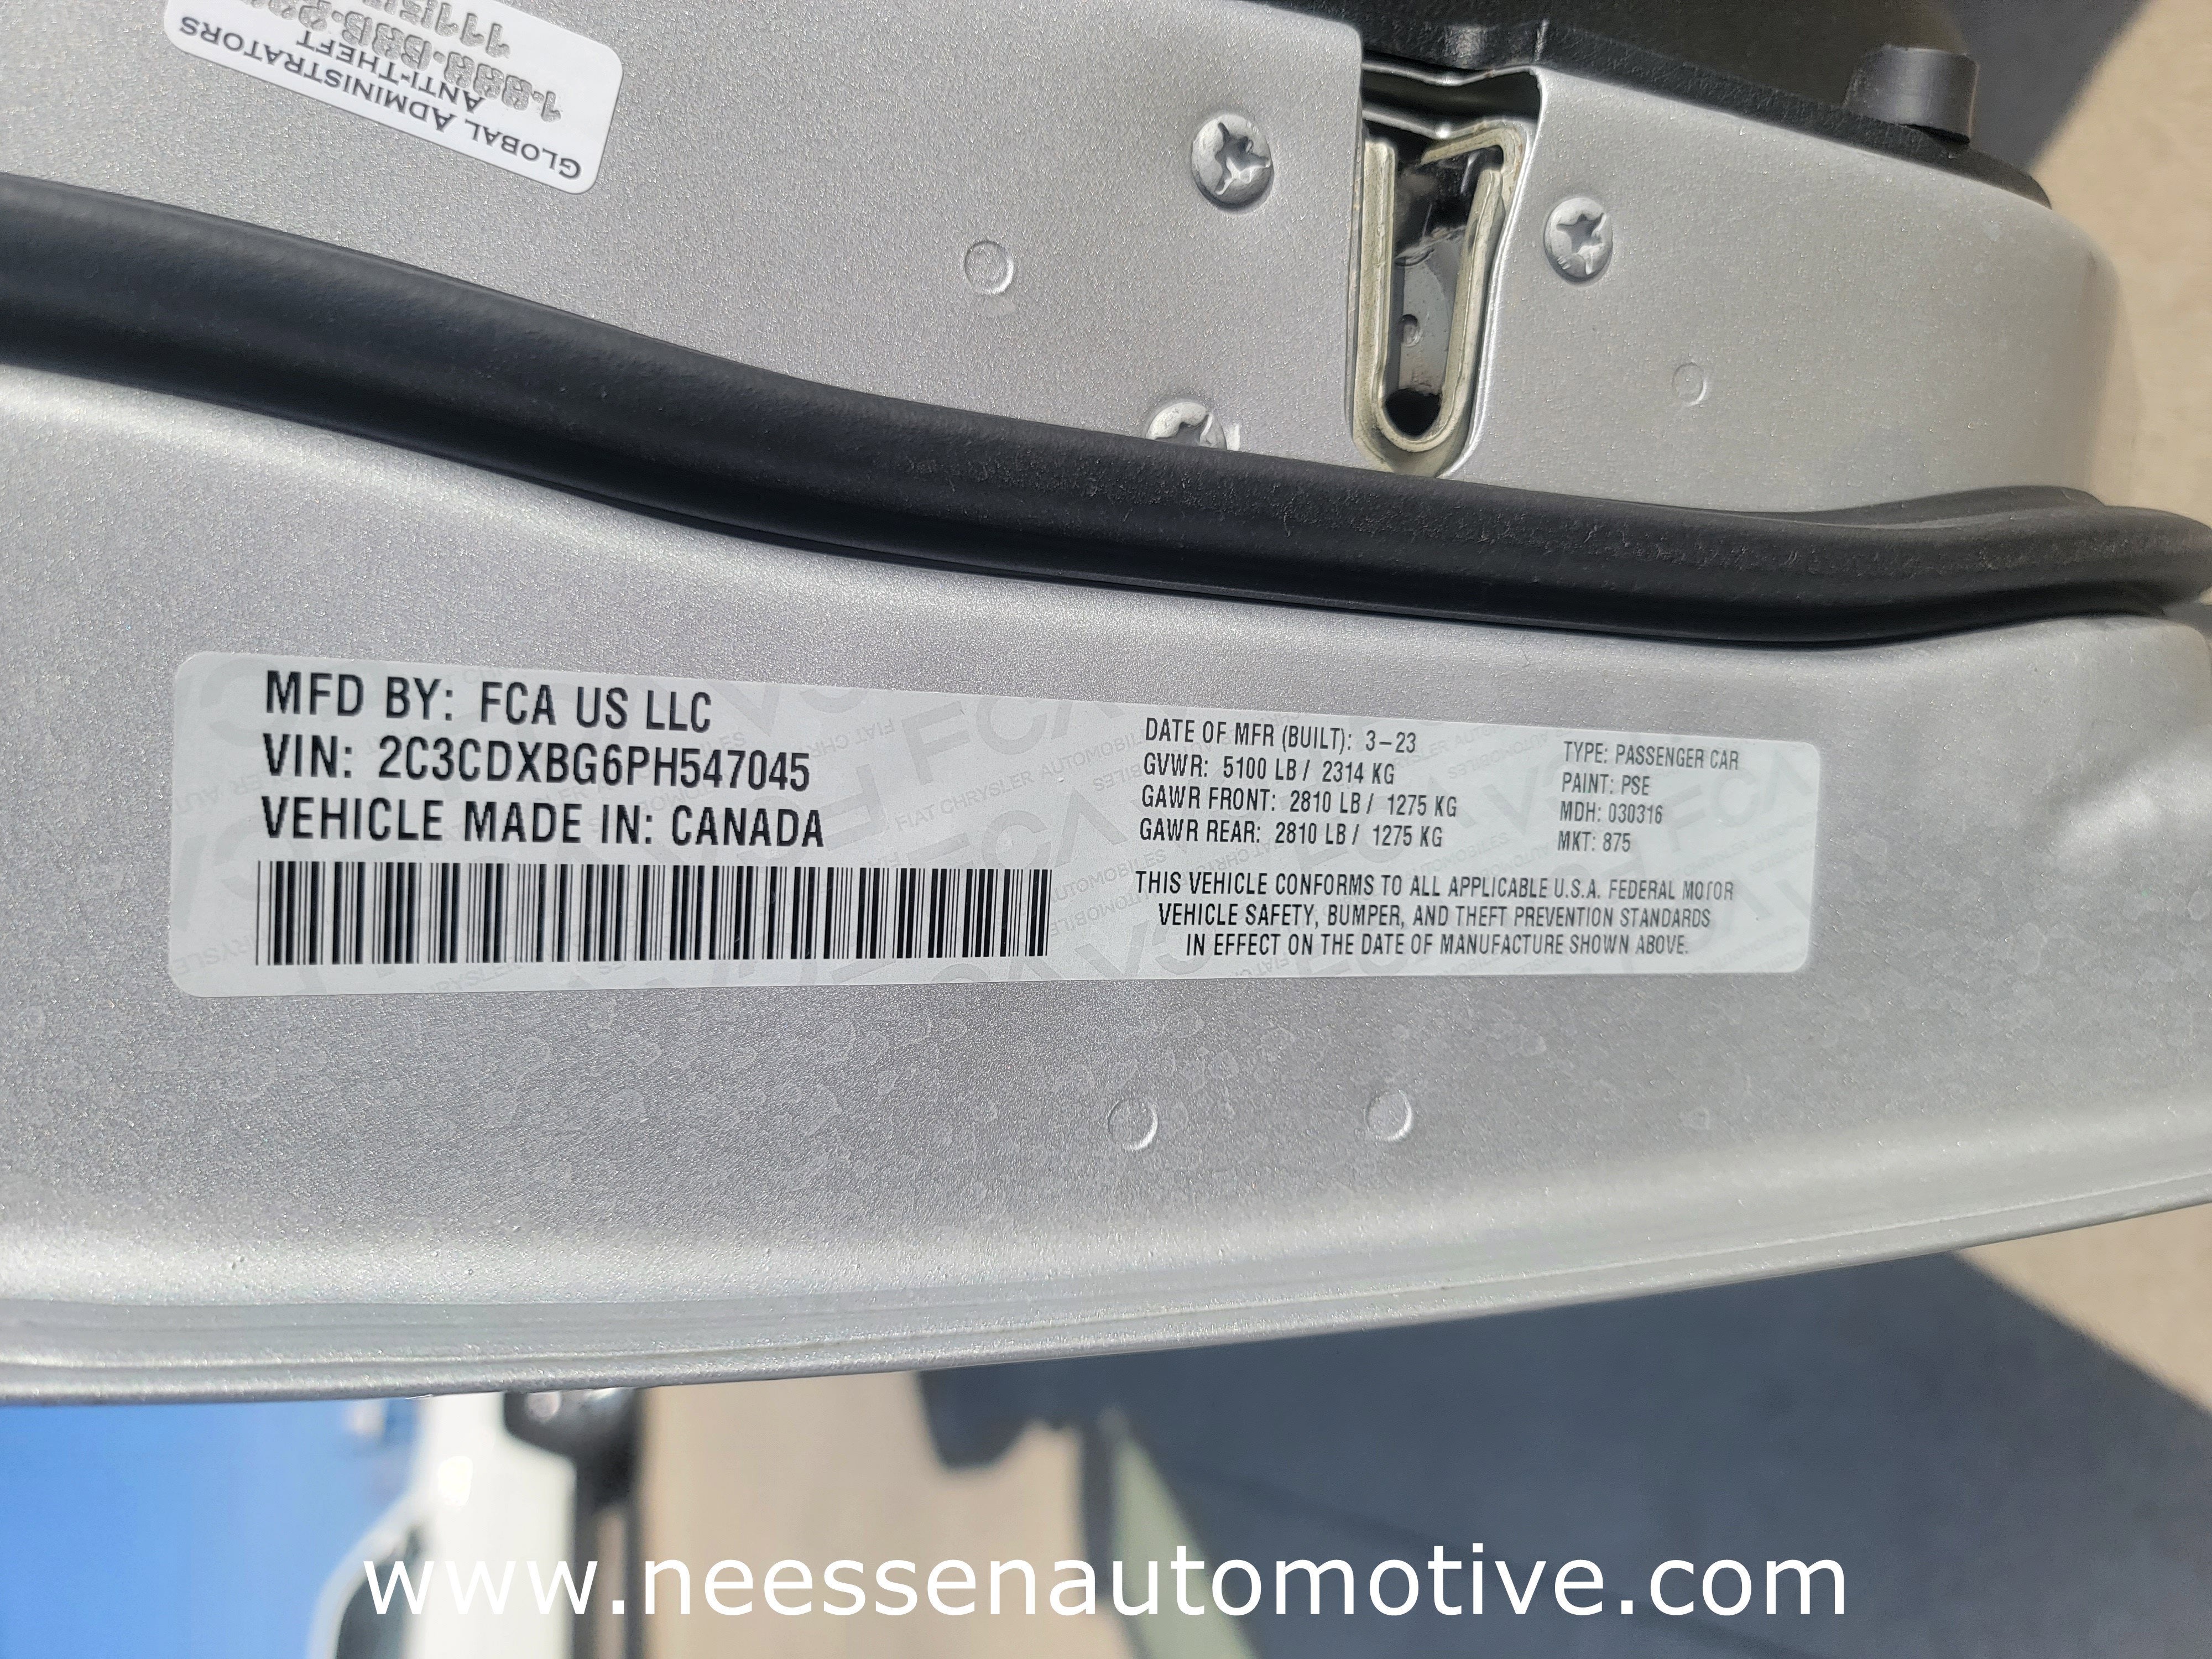 GLOBAL ADMINISTRATORS
ANTI-THEFT
MFD BY: FCA US LLC
VIN: 2C3CDXBG6PH547045
VEHICLE MADE IN: CANADA
DATE OF MFR (BUILT): 3-23
GVWR: 5100 LB / 2314 KG
GAWR FRONT: 2810 LB / 1275 KG
GAWR REAR: 2810 LB / 1275 KG
TYPE: PASSENGER CAR
PAINT: PSE
MDH: 030316
MKT: 875
THIS VEHICLE CONFORMS TO ALL APPLICABLE U.S.A. FEDERAL MOTOR
VEHICLE SAFETY, BUMPER, AND THEFT PREVENTION STANDARDS
IN EFFECT ON THE DATE OF MANUFACTURE SHOWN ABOVE.
www.neessenautomotive.com